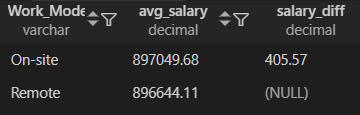 Work_Mode avg_salary salary_diff
varchar decimal decimal
On-site 897049.68 405.57
Remote 896644.11 (NULL)